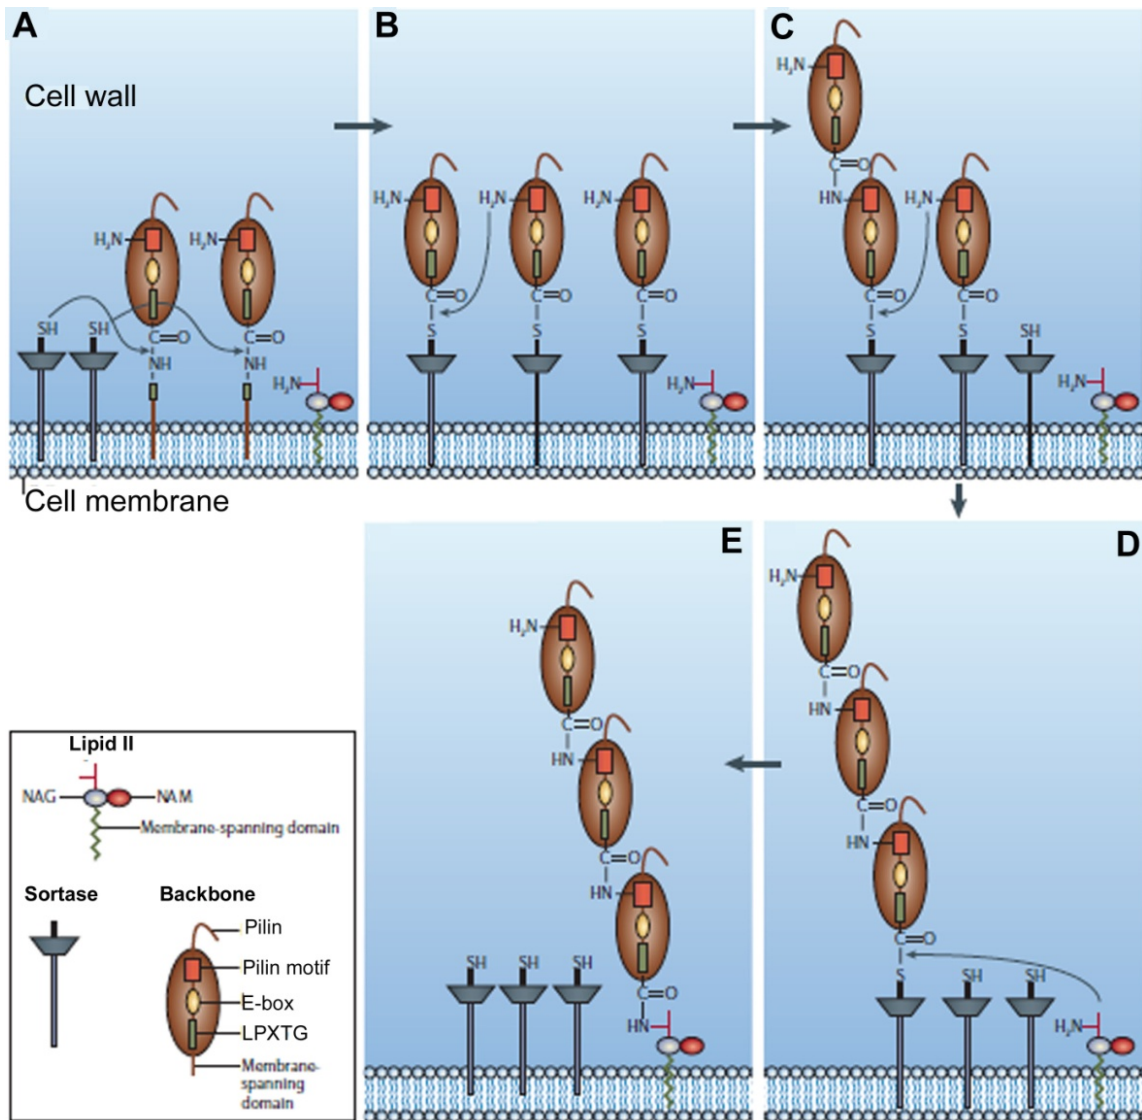 A
Cell wall
H₂N
H₂N
SH
SH
C=O
C=O
NH
NH
H₂N
Cell membrane
B
H₂N
H₂N
H₂N
C=O
C=O
C=O
S
S
S
H₂N
C
H₂N
C=O
HN
H₂N
C=O
C=O
S
S
SH
H₂N
E
H₂N
C=O
HN
C=O
HN
SH
SH
SH
C=O
HN
D
H₂N
C=O
HN
C=O
HN
C=O
S
SH
SH
H₂N
Lipid II
NAG
NAM
Membrane-spanning domain
Sortase
Backbone
Pilin
Pilin motif
E-box
LPXTG
Membrane-
spanning
domain